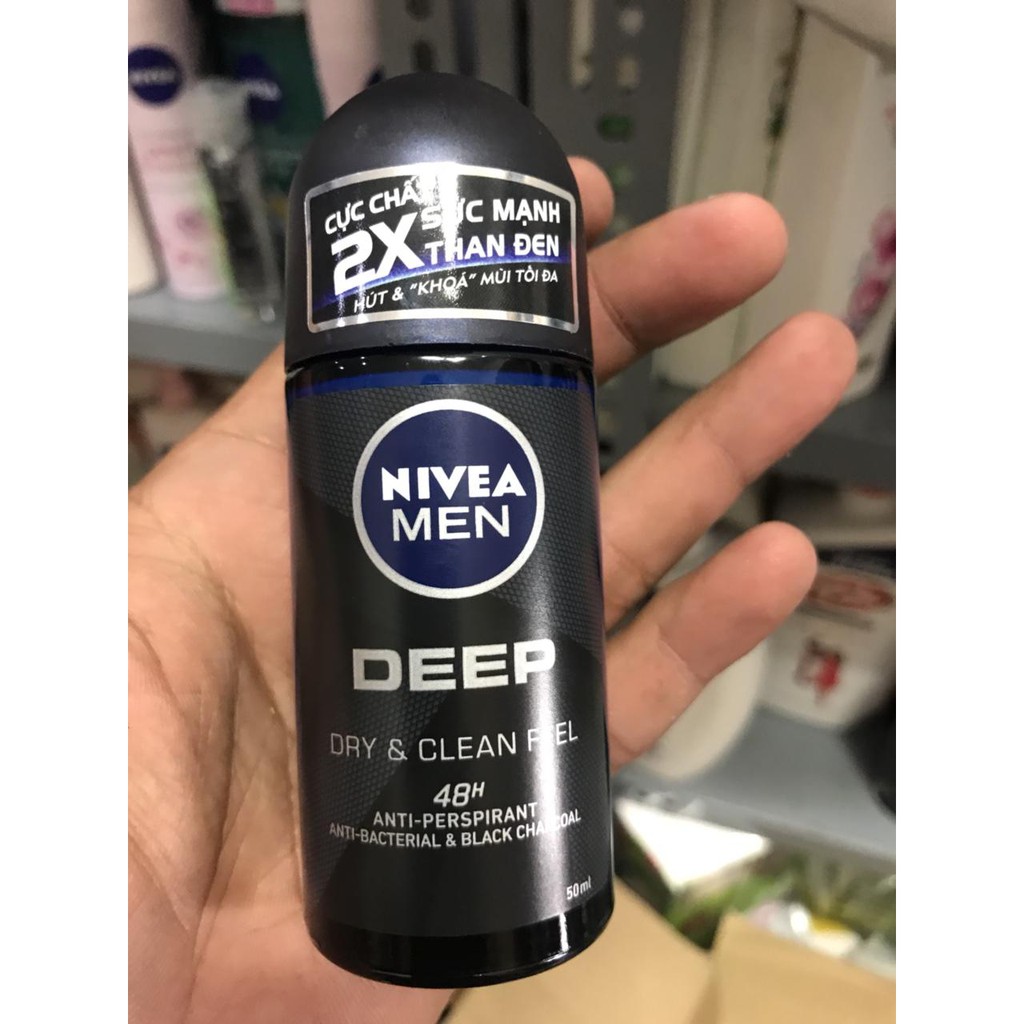 NIVEA
CỰC CHẤT
2X
SỨC MẠNH
THAN ĐEN
HÚT & "KHOÁ" MÙI TỐI ĐA
NIVEA
MEN
DEEP
DRY & CLEAN FEEL
48H
ANTI-PERSPIRANT
ANTI-BACTERIAL & BLACK CHARCOAL
50ml